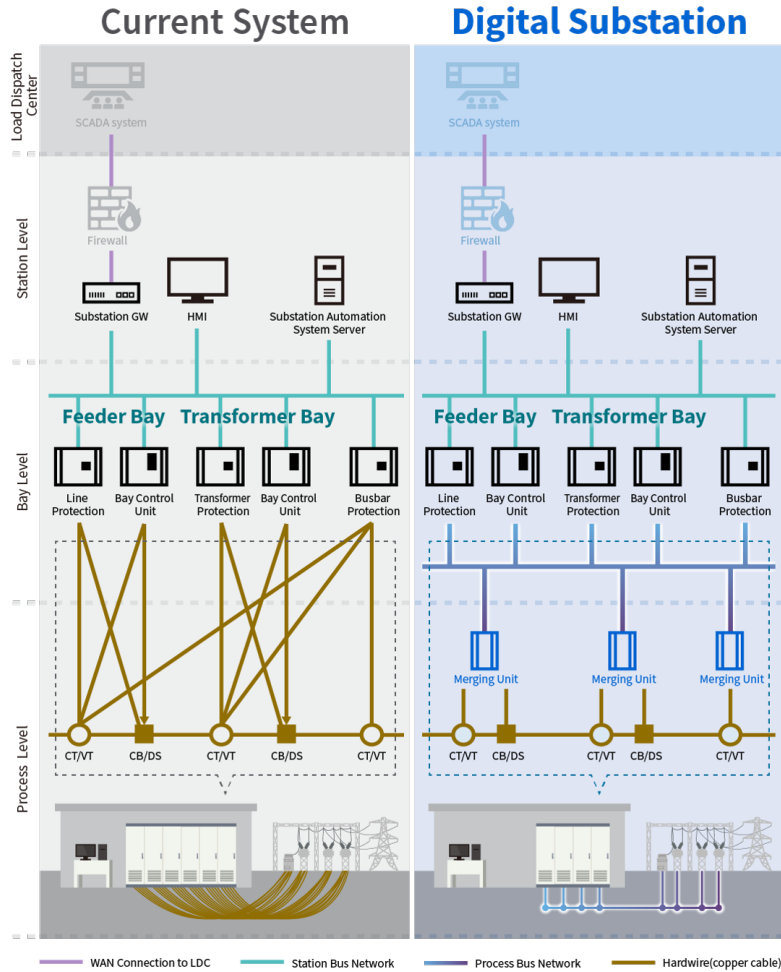 Current System
Digital Substation
Load Dispatch
Center
SCADA system
SCADA system
Station Level
Firewall
Firewall
Substation GW
HMI
Substation Automation
System Server
Substation GW
HMI
Substation Automation
System Server
Bay Level
Feeder Bay
Transformer Bay
Feeder Bay
Transformer Bay
Line
Protection
Bay Control
Unit
Transformer
Protection
Bay Control
Unit
Busbar
Protection
Line
Protection
Bay Control
Unit
Transformer
Protection
Bay Control
Unit
Busbar
Protection
Process Level
Merging Unit
Merging Unit
Merging Unit
CT/VT
CB/DS
CT/VT
CB/DS
CT/VT
CT/VT
CB/DS
CT/VT
CB/DS
CT/VT
WAN Connection to LDC
Station Bus Network
Process Bus Network
Hardwire(copper cable)